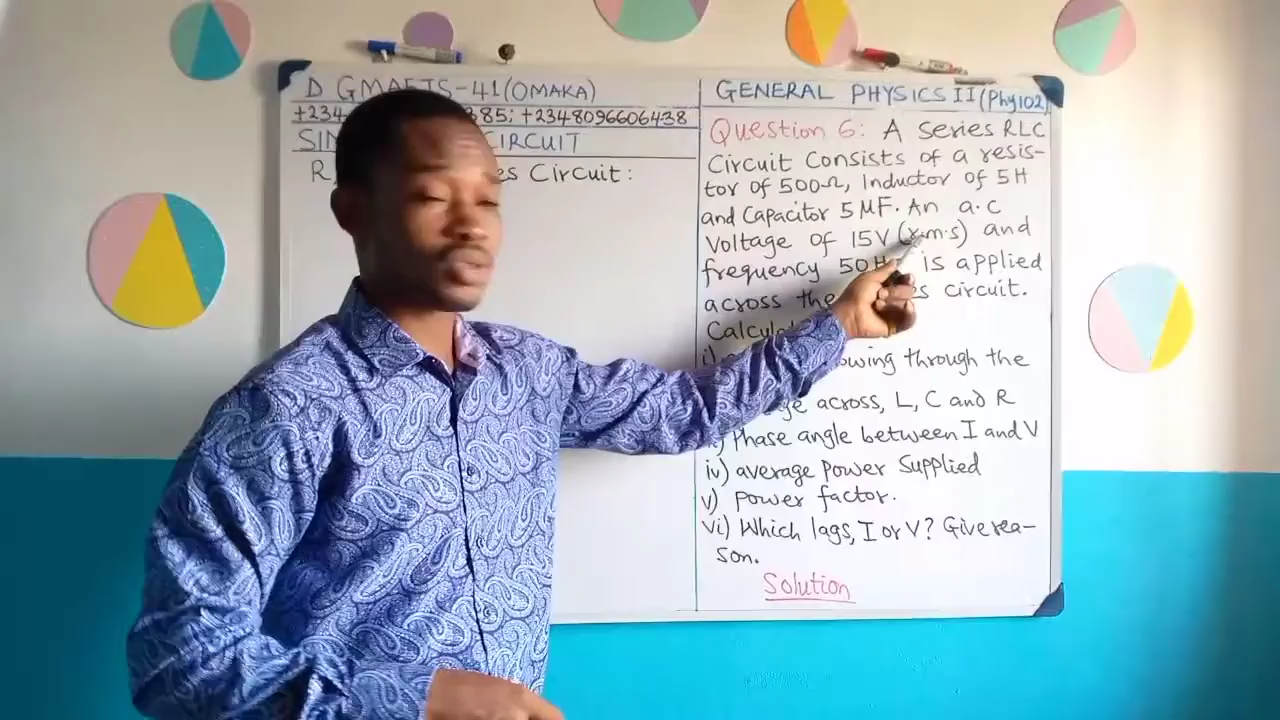 D GMAETS-41(OMAKA)
+234 385; +2348096606438
CIRCUIT
R es Circuit:
GENERAL PHYSICS II (Phy102)
Question 6: A Series RLC
Circuit Consists of a resis-
tor of 500Ω, Inductor of 5H
and Capacitor 5MF. An a.c
Voltage of 15V (r.m.s) and
frequency 50H is applied
across the es circuit.
Calcul
i) owing through the
ge across, L, C and R
) Phase angle between I and V
iv) average power Supplied
v) power factor.
vi) Which lags, I or V? Give rea-
son.
Solution